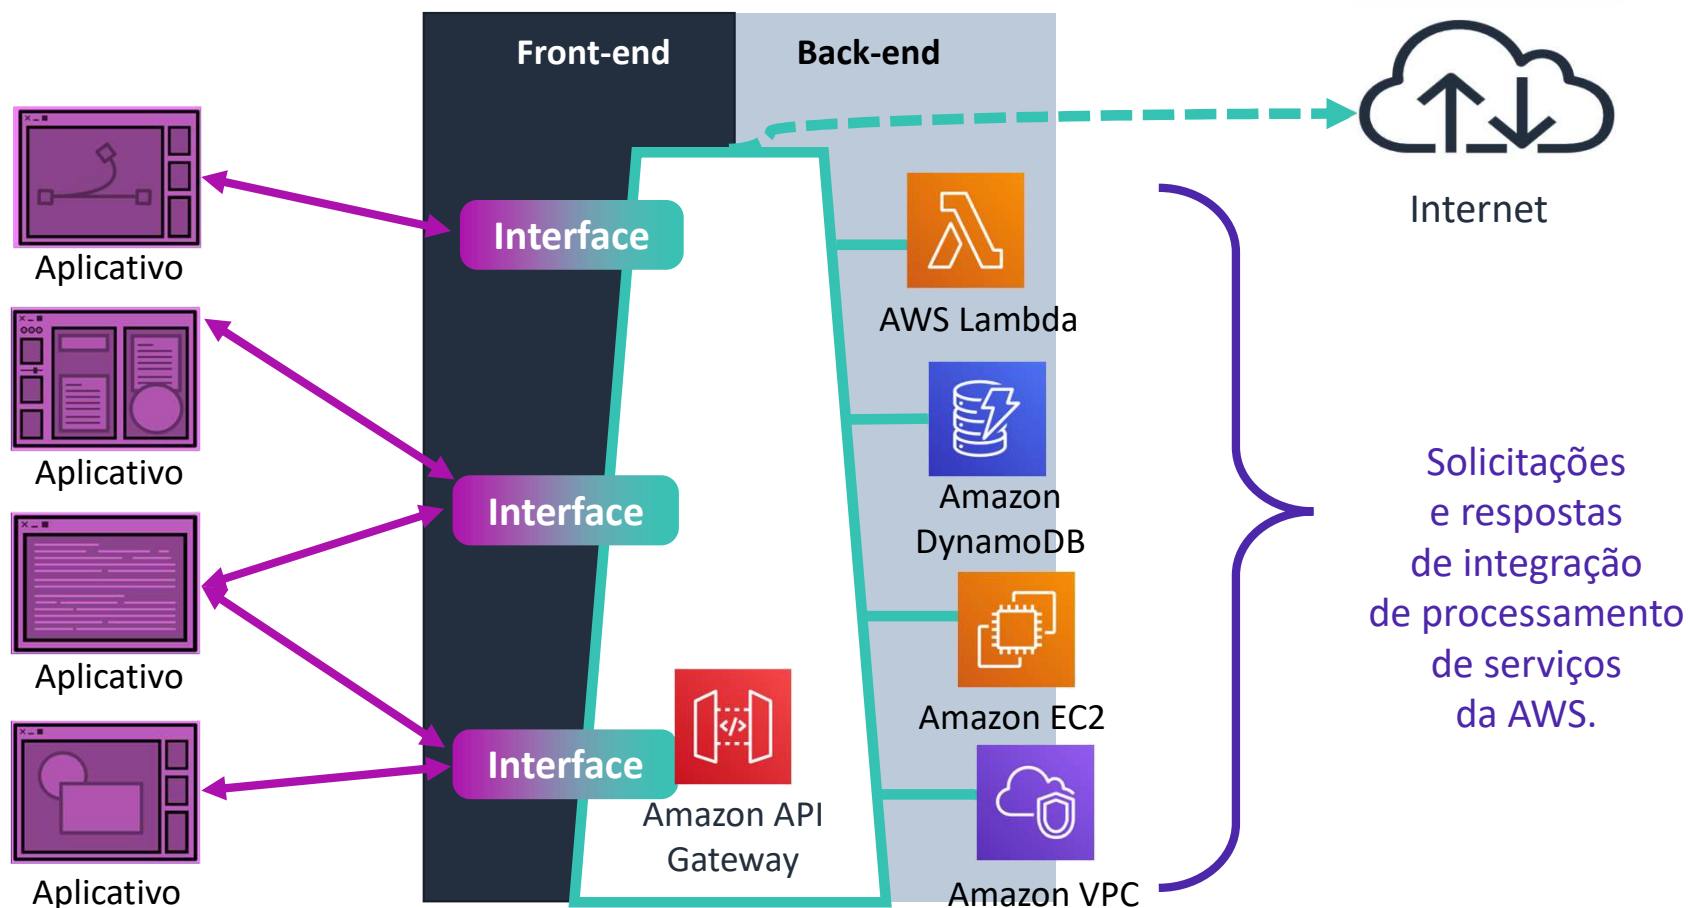 Front-end
Back-end
Aplicativo
Aplicativo
Aplicativo
Aplicativo
Interface
Interface
Interface
</>
Amazon API
Gateway
AWS Lambda
Amazon
DynamoDB
Amazon EC2
Amazon VPC
Internet
Solicitações
e respostas
de integração
de processamento
de serviços
da AWS.